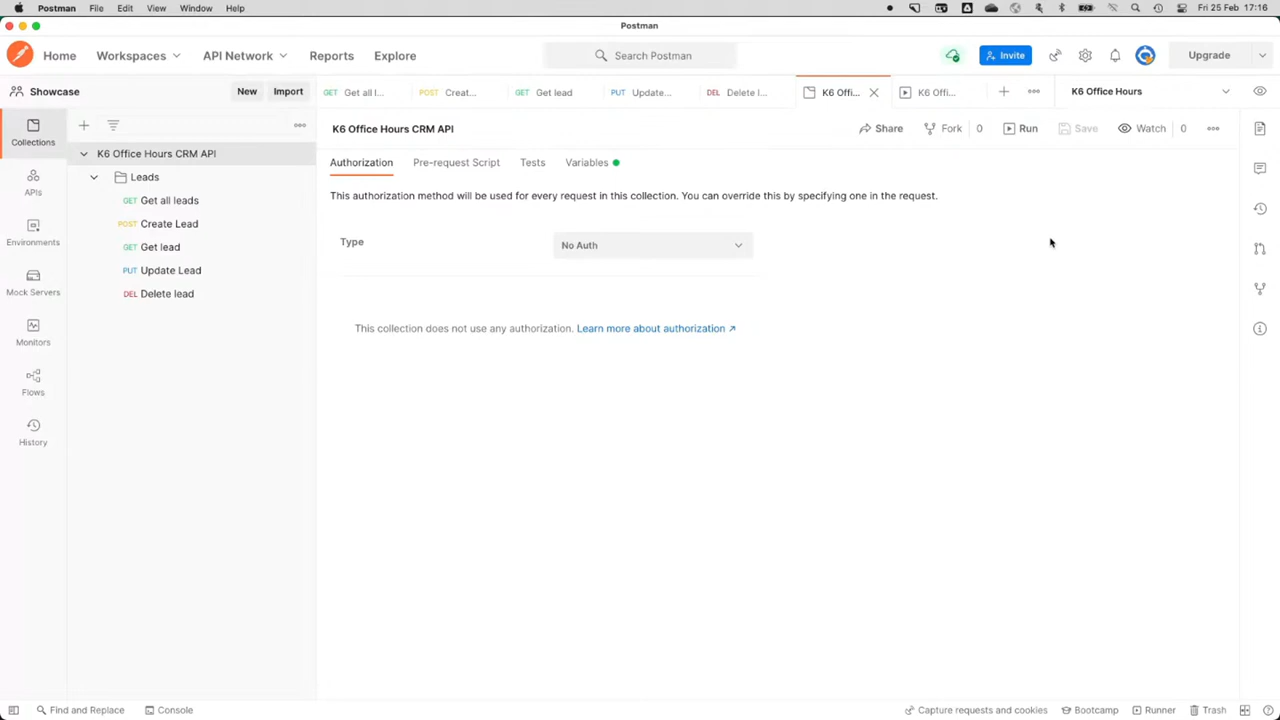 Postman File Edit View Window Help Fri 25 Feb 17:16
Postman
Home Workspaces API Network Reports Explore Search Postman Invite Upgrade
Showcase New Import GET Get all l... POST Creat... GET Get lead PUT Update... DEL Delete l... K6 Offi... K6 Offi... K6 Office Hours
K6 Office Hours CRM API Share Fork 0 Run Save Watch 0
Collections
K6 Office Hours CRM API
Authorization Pre-request Script Tests Variables
Leads
APIs
This authorization method will be used for every request in this collection. You can override this by specifying one in the request.
GET Get all leads
POST Create Lead
Environments
Type No Auth
GET Get lead
PUT Update Lead
Mock Servers
DEL Delete lead
This collection does not use any authorization. Learn more about authorization ↗
Monitors
Flows
History
Find and Replace Console Capture requests and cookies Bootcamp Runner Trash